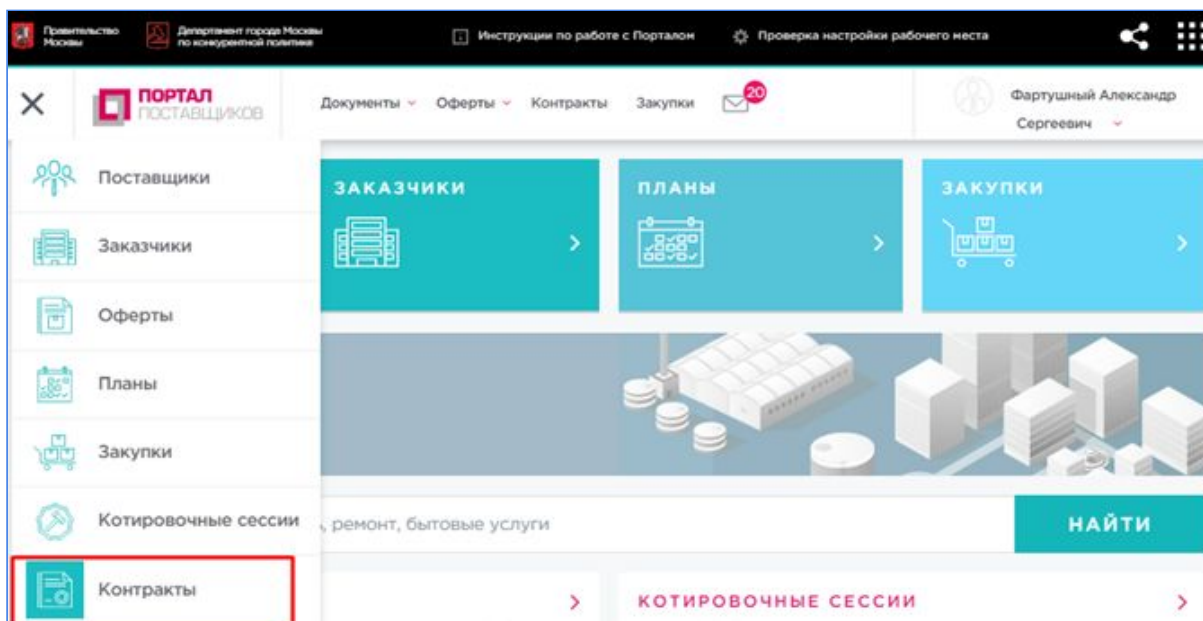 Правительство
Москвы
Департамент города Москвы
по конкурентной политике
Инструкции по работе с Порталом
Проверка настройки рабочего места
ПОРТАЛ
ПОСТАВЩИКОВ
Документы
Оферты
Контракты
Закупки
20
Фартушный Александр
Сергеевич
Поставщики
Заказчики
Оферты
Планы
Закупки
Котировочные сессии
Контракты
ЗАКАЗЧИКИ
ПЛАНЫ
ЗАКУПКИ
, ремонт, бытовые услуги
НАЙТИ
КОТИРОВОЧНЫЕ СЕССИИ